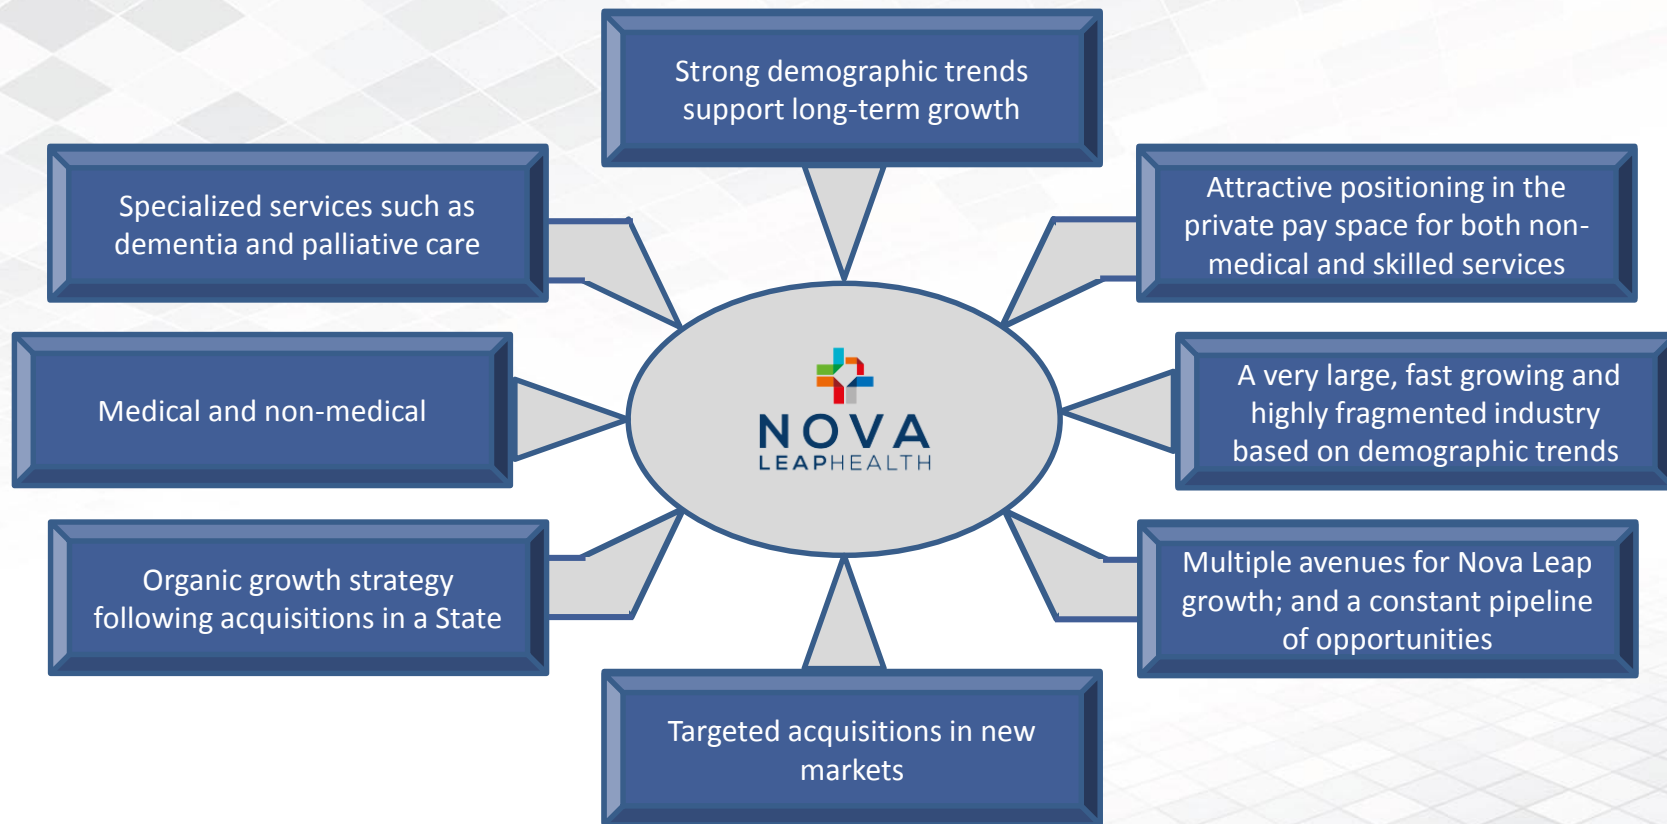 Strong demographic trends
support long-term growth
Specialized services such as
dementia and palliative care
Attractive positioning in the
private pay space for both non-
medical and skilled services
Medical and non-medical
NOVA
LEAPHEALTH
A very large, fast growing and
highly fragmented industry
based on demographic trends
Organic growth strategy
following acquisitions in a State
Multiple avenues for Nova Leap
growth; and a constant pipeline
of opportunities
Targeted acquisitions in new
markets